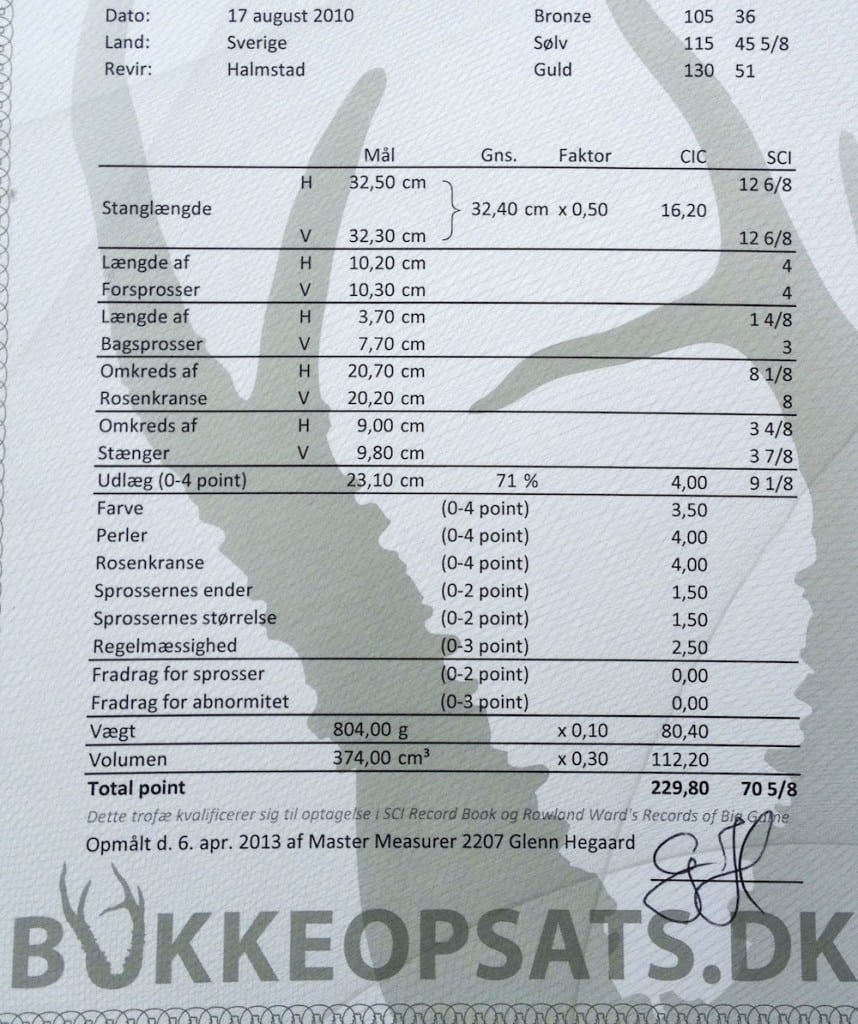 Dato: 17 august 2010 Bronze 105 36
Land: Sverige Sølv 115 45 5/8
Revir: Halmstad Guld 130 51
Mål Gns. Faktor CIC SCI
H 32,50 cm 12 6/8
Stanglængde 32,40 cm x 0,50 16,20
V 32,30 cm 12 6/8
Længde af H 10,20 cm 4
Forsprosser V 10,30 cm 4
Længde af H 3,70 cm 1 4/8
Bagsprosser V 7,70 cm 3
Omkreds af H 20,70 cm 8 1/8
Rosenkranse V 20,20 cm 8
Omkreds af H 9,00 cm 3 4/8
Stænger V 9,80 cm 3 7/8
Udlæg (0-4 point) 23,10 cm 71 % 4,00 9 1/8
Farve (0-4 point) 3,50
Perler (0-4 point) 4,00
Rosenkranse (0-4 point) 4,00
Sprossernes ender (0-2 point) 1,50
Sprossernes størrelse (0-2 point) 1,50
Regelmæssighed (0-3 point) 2,50
Fradrag for sprosser (0-2 point) 0,00
Fradrag for abnormitet (0-3 point) 0,00
Vægt 804,00 g x 0,10 80,40
Volumen 374,00 cm³ x 0,30 112,20
Total point 229,80 70 5/8
Dette trofæ kvalificerer sig til optagelse i SCI Record Book og Rowland Ward's Records of Big Game
Opmålt d. 6. apr. 2013 af Master Measurer 2207 Glenn Hegaard
BUKKEOPSATS.DK